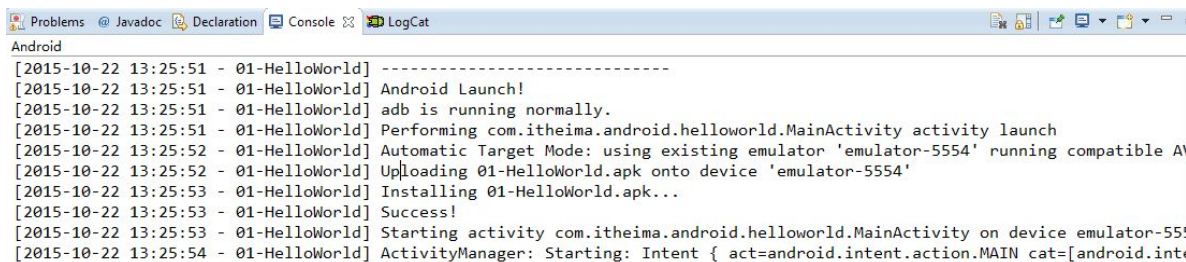 Problems @ Javadoc Declaration Console LogCat
Android
[2015-10-22 13:25:51 - 01-HelloWorld] ------------------------------
[2015-10-22 13:25:51 - 01-HelloWorld] Android Launch!
[2015-10-22 13:25:51 - 01-HelloWorld] adb is running normally.
[2015-10-22 13:25:51 - 01-HelloWorld] Performing com.itheima.android.helloworld.MainActivity activity launch
[2015-10-22 13:25:52 - 01-HelloWorld] Automatic Target Mode: using existing emulator 'emulator-5554' running compatible AV
[2015-10-22 13:25:52 - 01-HelloWorld] Uploading 01-HelloWorld.apk onto device 'emulator-5554'
[2015-10-22 13:25:53 - 01-HelloWorld] Installing 01-HelloWorld.apk...
[2015-10-22 13:25:53 - 01-HelloWorld] Success!
[2015-10-22 13:25:53 - 01-HelloWorld] Starting activity com.itheima.android.helloworld.MainActivity on device emulator-555
[2015-10-22 13:25:54 - 01-HelloWorld] ActivityManager: Starting: Intent { act=android.intent.action.MAIN cat=[android.inte